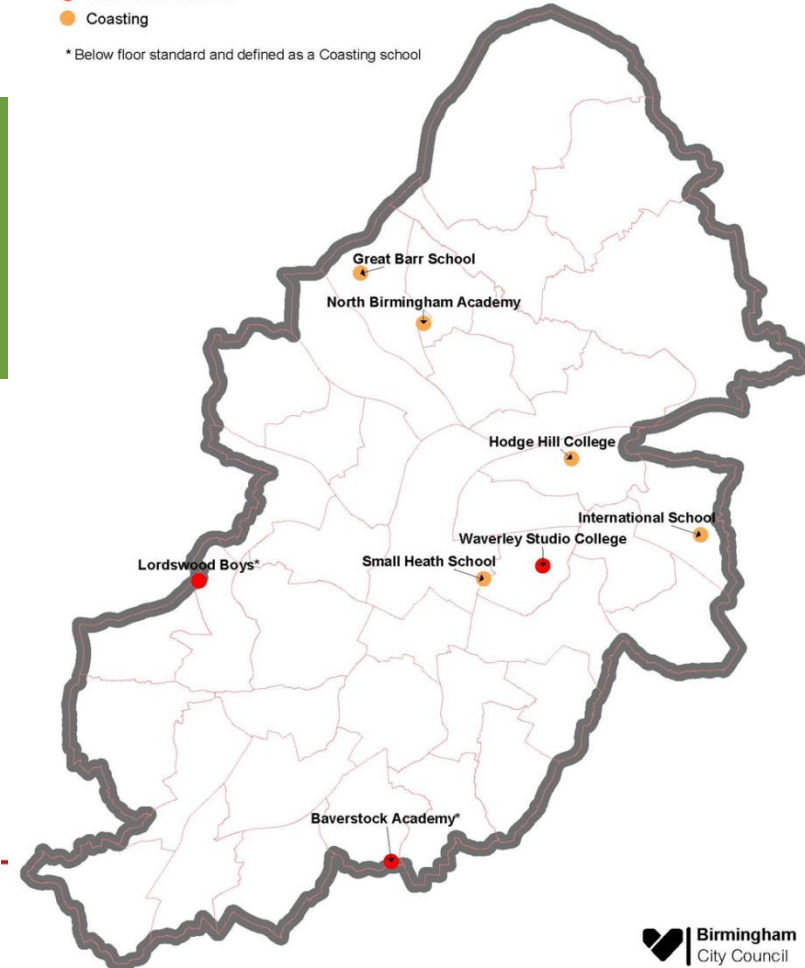 Coasting
* Below floor standard and defined as a Coasting school
Great Barr School
North Birmingham Academy
Hodge Hill College
International School
Waverley Studio College
Small Heath School
Lordswood Boys*
Baverstock Academy*
Birmingham
City Council